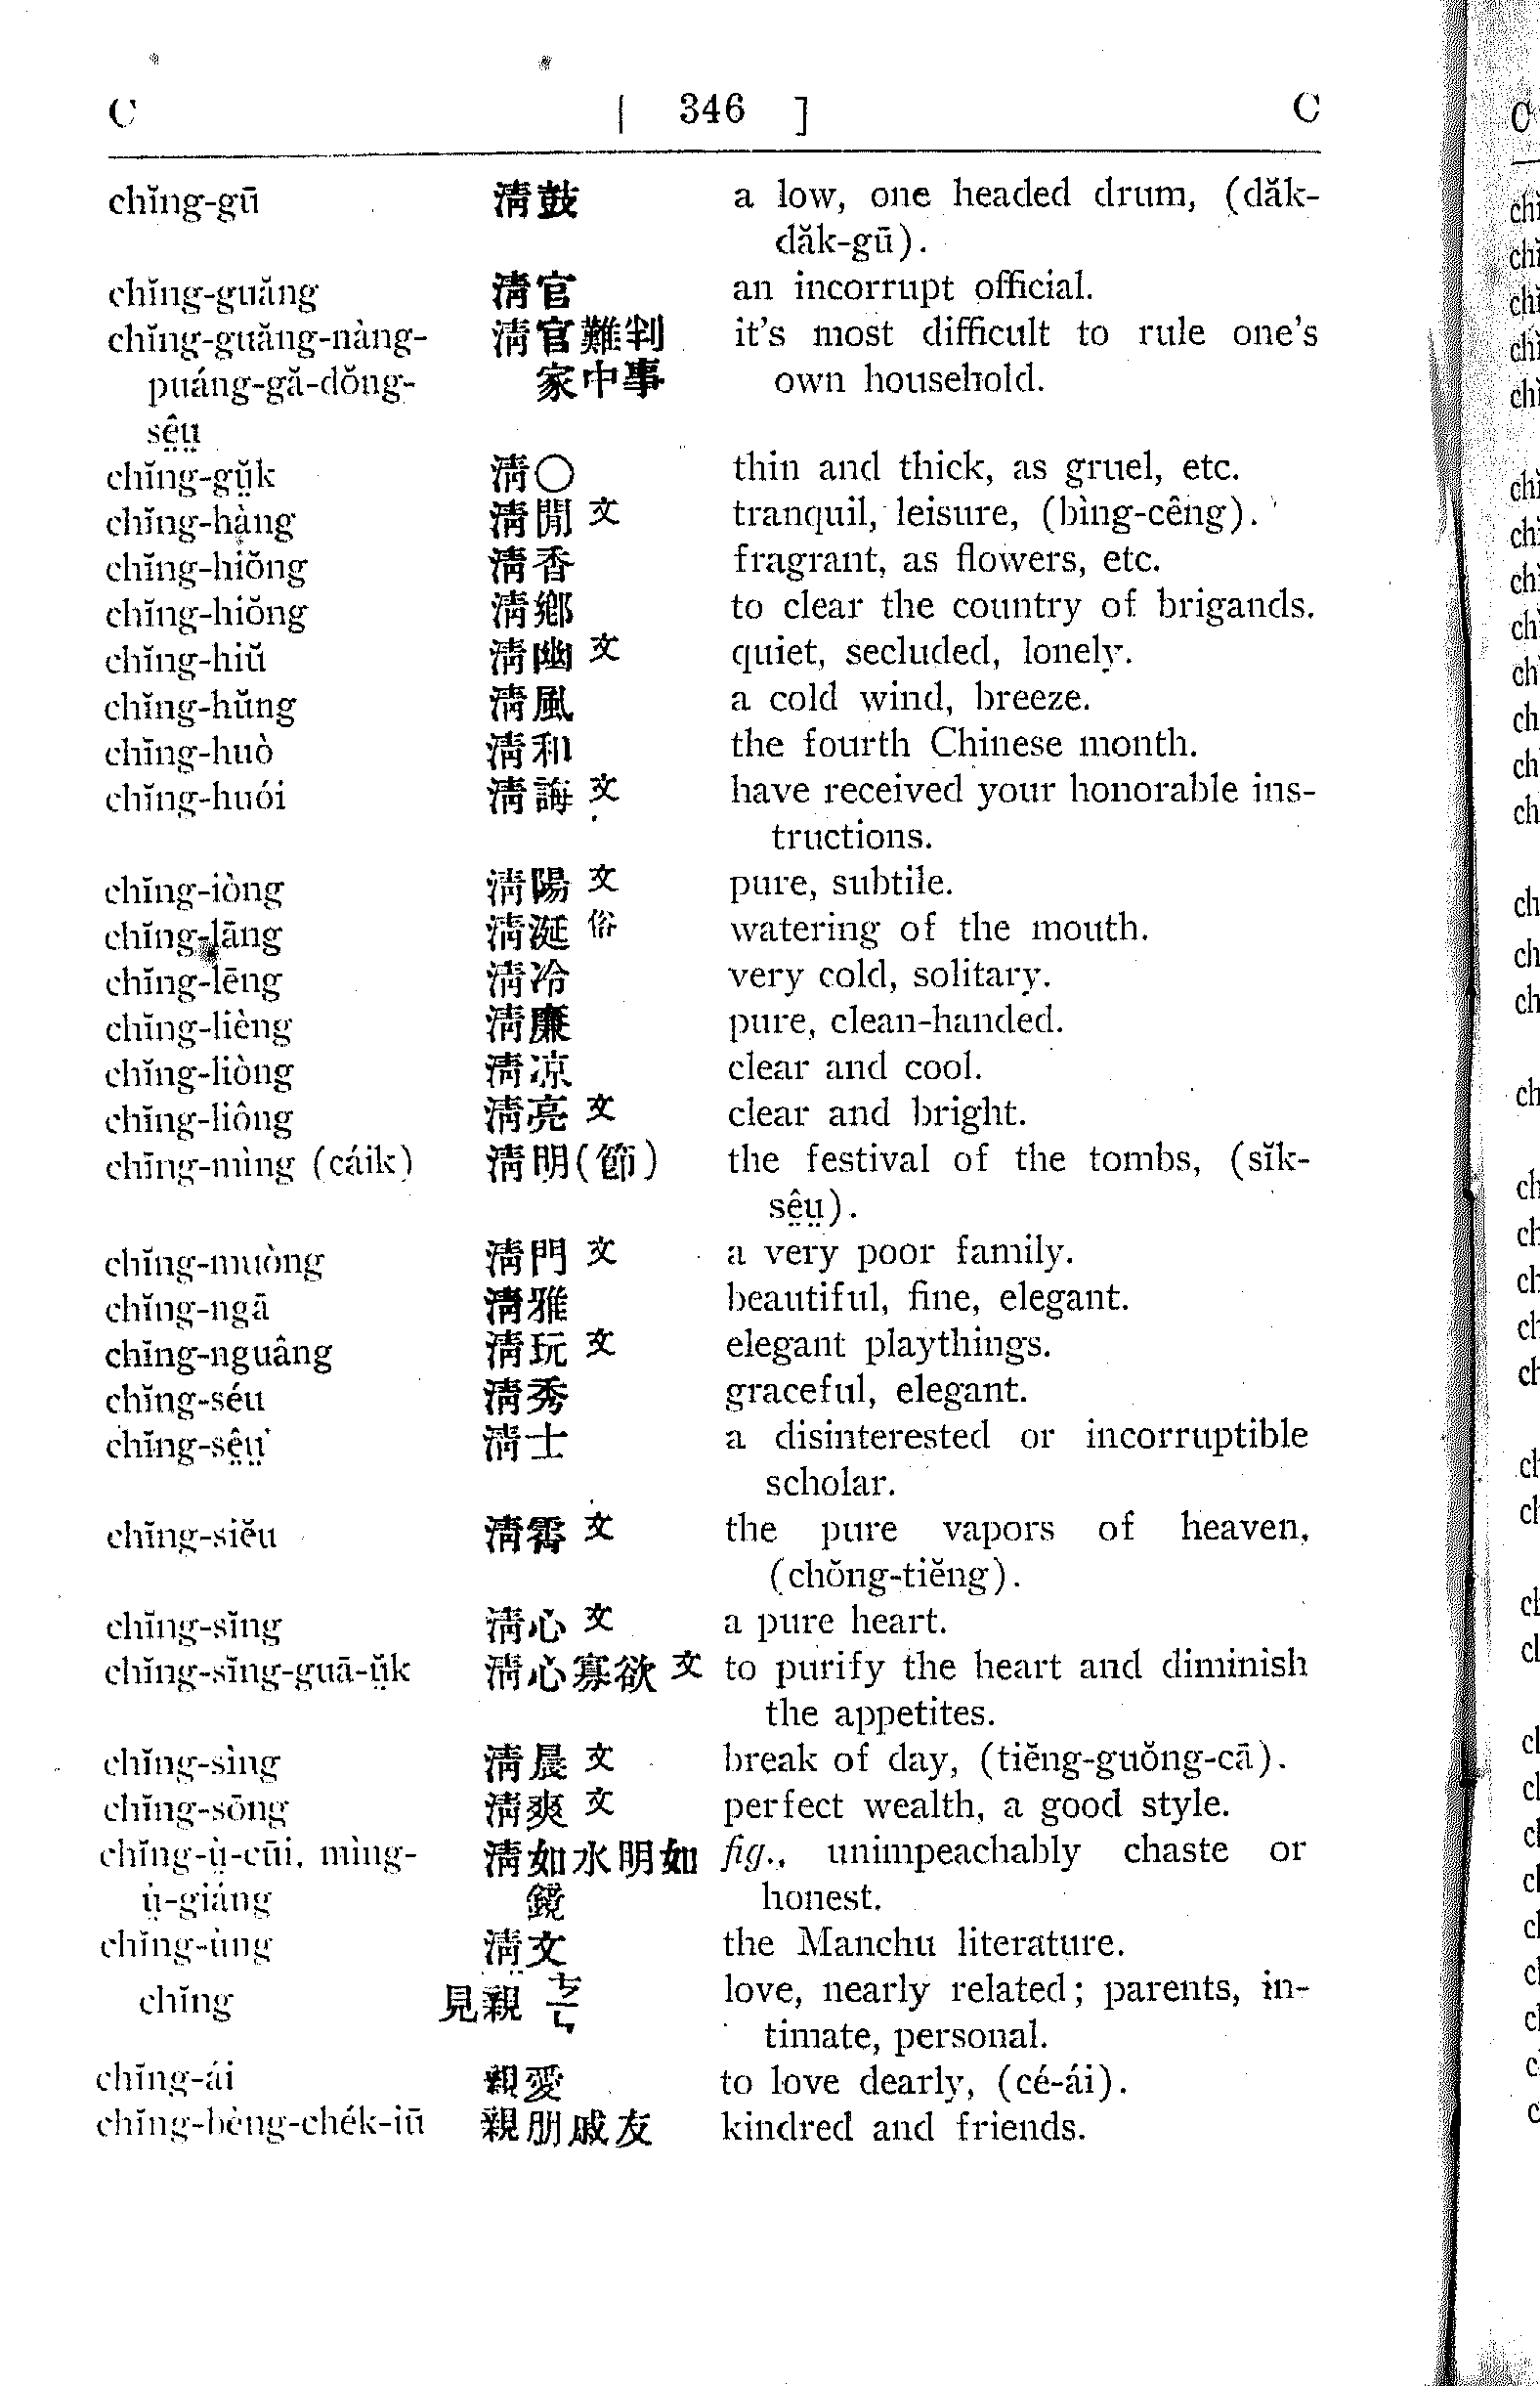 C [ 346 ] C
chĭng-gū 清鼓 a low, one headed drum, (dăk-
dăk-gū).
chĭng-guăng 清官 an incorrupt official.
chĭng-guăng-nàng- 清官難判 it's most difficult to rule one's
puáng-gă-dŏng- 家中事 own household.
sê̤ṳ
chĭng-gṳ̆k 清〇 thin and thick, as gruel, etc.
chĭng-hàng 清閒 文 tranquil, leisure, (bìng-cêng).
chĭng-hiŏng 清香 fragrant, as flowers, etc.
chĭng-hiŏng 清鄉 to clear the country of brigands.
chĭng-hiŭ 清幽 文 quiet, secluded, lonely.
chĭng-hŭng 清風 a cold wind, breeze.
chĭng-huò 清和 the fourth Chinese month.
chĭng-huói 清誨 文 have received your honorable ins-
tructions.
chĭng-iòng 清陽 文 pure, subtile.
chĭng-lāng 清涎 俗 watering of the mouth.
chĭng-lēng 清冷 very cold, solitary.
chĭng-lièng 清廉 pure, clean-handed.
chĭng-liòng 清凉 clear and cool.
chĭng-liông 清亮 文 clear and bright.
chĭng-mìng (cáik) 清明(節) the festival of the tombs, (sĭk-
sê̤ṳ).
chĭng-muòng 清門 文 a very poor family.
chĭng-ngā 清雅 beautiful, fine, elegant.
chĭng-nguâng 清玩 文 elegant playthings.
chĭng-séu 清秀 graceful, elegant.
chĭng-sê̤ṳ 清士 a disinterested or incorruptible
scholar.
chĭng-siĕu 清霄 文 the pure vapors of heaven,
(chŏng-tiĕng).
chĭng-sĭng 清心 文 a pure heart.
chĭng-sĭng-guā-ṳ̆k 清心寡欲 文 to purify the heart and diminish
the appetites.
chĭng-sìng 清晨 文 break of day, (tiĕng-guŏng-cā).
chĭng-sōng 清爽 文 perfect wealth, a good style.
chĭng-ṳ̀-cūi, mìng- 清如水明如 fig., unimpeachably chaste or
ṳ̀-giáng 鏡 honest.
chĭng-ùng 清文 the Manchu literature.
chĭng 見親 ㄘㄧㄣ love, nearly related; parents, in-
timate, personal.
chĭng-ái 親愛 to love dearly, (cé-ái).
chĭng-bèng-chék-iū 親朋戚友 kindred and friends.